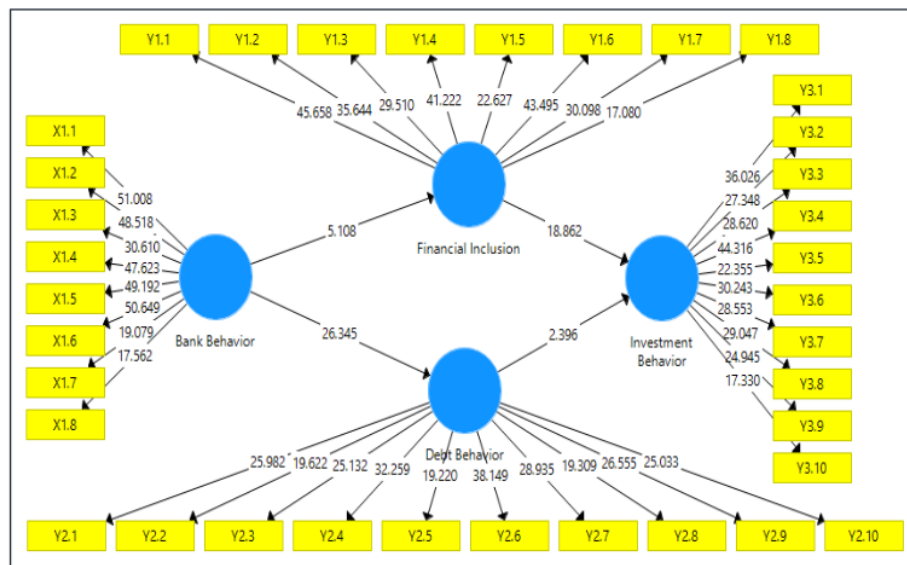 Y1.1 Y1.2 Y1.3 Y1.4 Y1.5 Y1.6 Y1.7 Y1.8
45.658 35.644 29.510 41.222 22.627 43.495 30.098 17.080
X1.1
X1.2
X1.3
X1.4
X1.5
X1.6
X1.7
X1.8
51.008
48.518
30.610
47.623
49.192
50.649
19.079
17.562
Bank Behavior
5.108
26.345
Financial Inclusion
18.862
2.396
Debt Behavior
Investment
Behavior
36.026
27.348
28.620
44.316
22.355
30.243
28.553
29.047
24.945
17.330
Y3.1
Y3.2
Y3.3
Y3.4
Y3.5
Y3.6
Y3.7
Y3.8
Y3.9
Y3.10
25.982 19.622 25.132 32.259 19.220 38.149 28.935 19.309 26.555 25.033
Y2.1 Y2.2 Y2.3 Y2.4 Y2.5 Y2.6 Y2.7 Y2.8 Y2.9 Y2.10